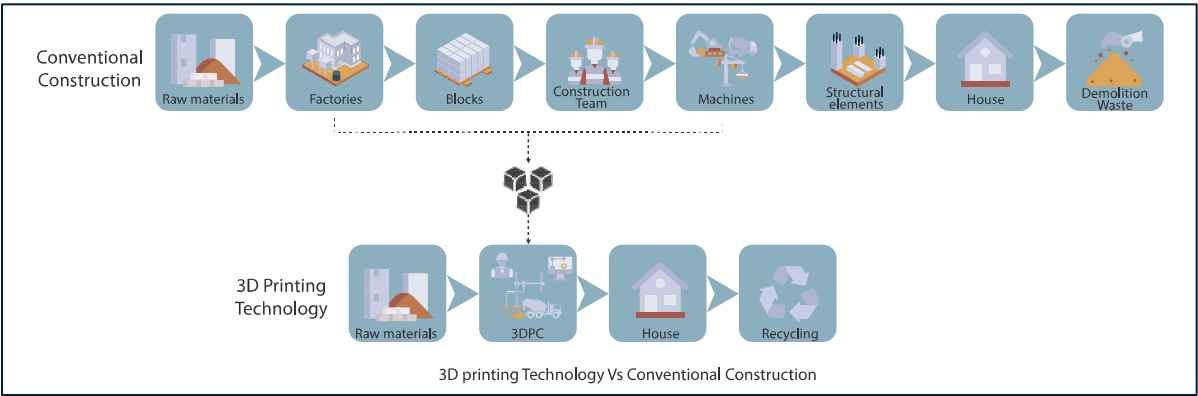 Conventional
Construction
Raw materials
Factories
Blocks
Construction
Team
Machines
Structural
elements
House
Demolition
Waste
3D Printing
Technology
Raw materials
3DPC
House
Recycling
3D printing Technology Vs Conventional Construction